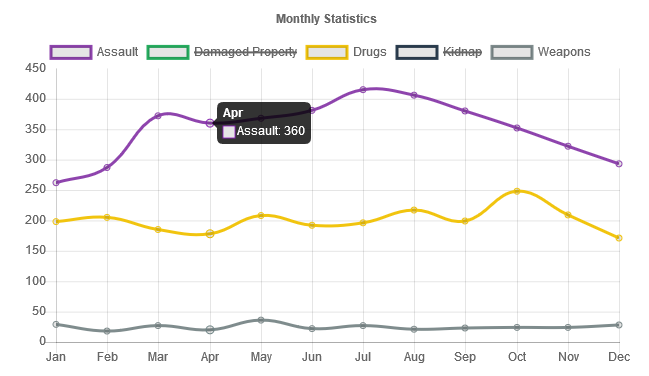 Monthly Statistics
Assault Damaged Property Drugs Kidnap Weapons
450
400
350
300
250
200
150
100
50
0
Apr
Assault: 360
Jan Feb Mar Apr May Jun Jul Aug Sep Oct Nov Dec